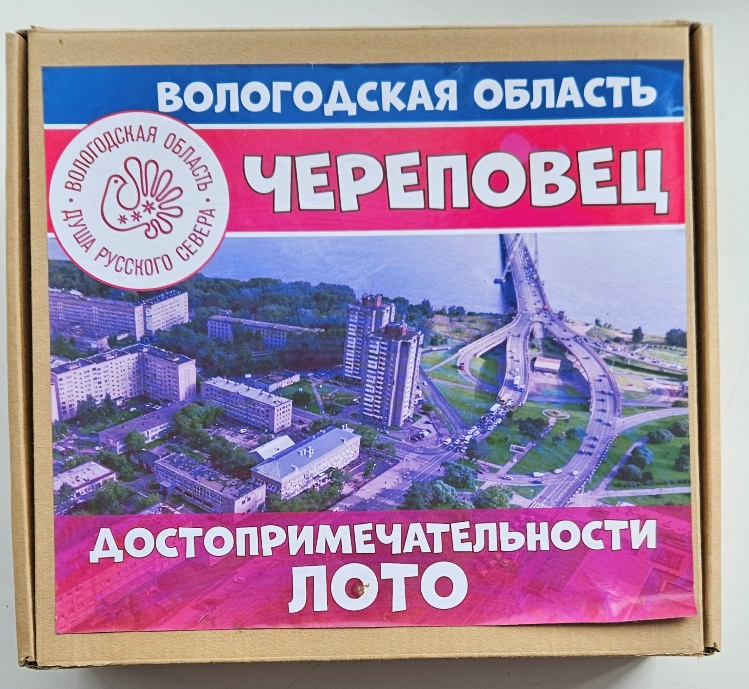 ВОЛОГОДСКАЯ ОБЛАСТЬ
• ВОЛОГОДСКАЯ ОБЛАСТЬ •
ДУША РУССКОГО СЕВЕРА
ЧЕРЕПОВЕЦ
ДОСТОПРИМЕЧАТЕЛЬНОСТИ
ЛОТО